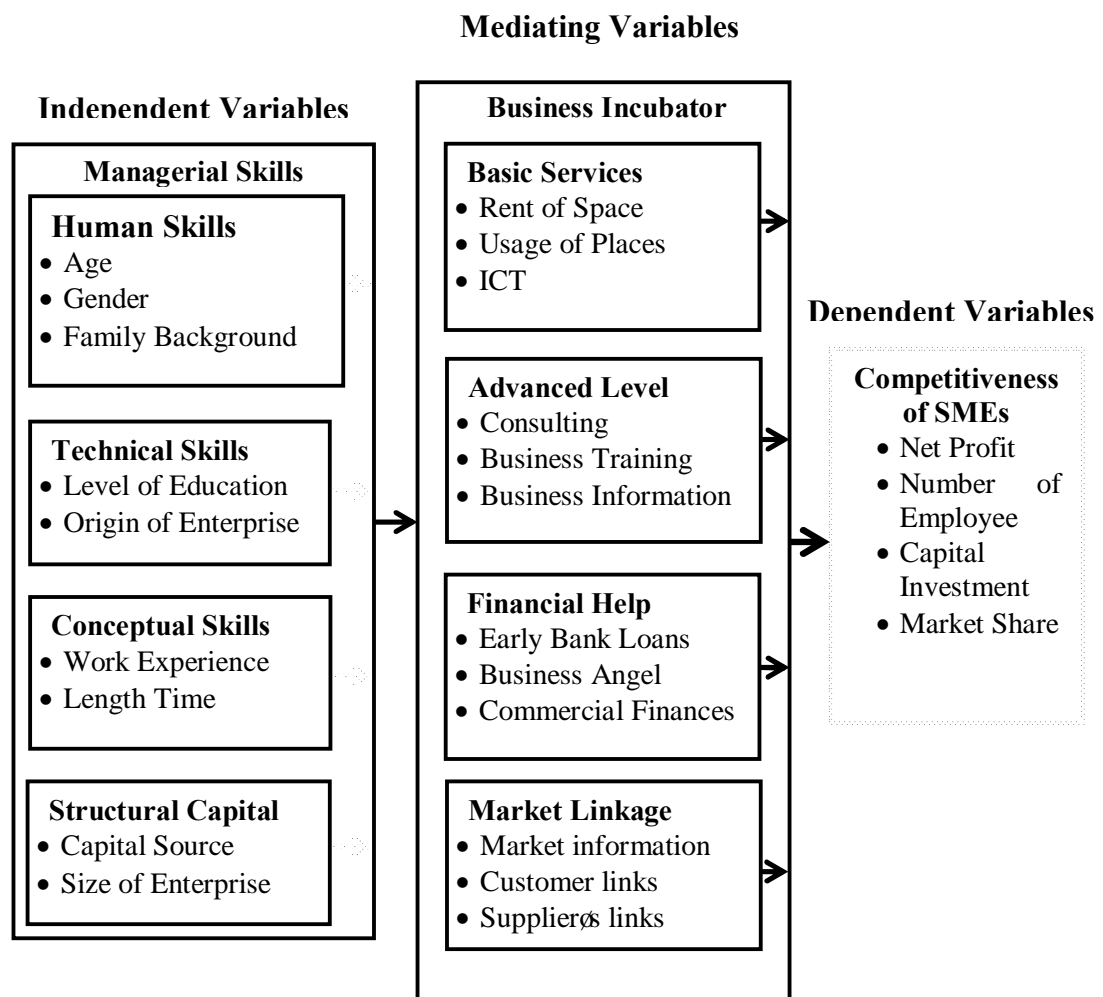 Mediating Variables
Independent Variables
Managerial Skills
Human Skills
• Age
• Gender
• Family Background
Technical Skills
• Level of Education
• Origin of Enterprise
Conceptual Skills
• Work Experience
• Length Time
Structural Capital
• Capital Source
• Size of Enterprise
Business Incubator
Basic Services
• Rent of Space
• Usage of Places
• ICT
Advanced Level
• Consulting
• Business Training
• Business Information
Financial Help
• Early Bank Loans
• Business Angel
• Commercial Finances
Market Linkage
• Market information
• Customer links
• Supplierøs links
Dependent Variables
Competitiveness
of SMEs
• Net Profit
• Number of
Employee
• Capital
Investment
• Market Share